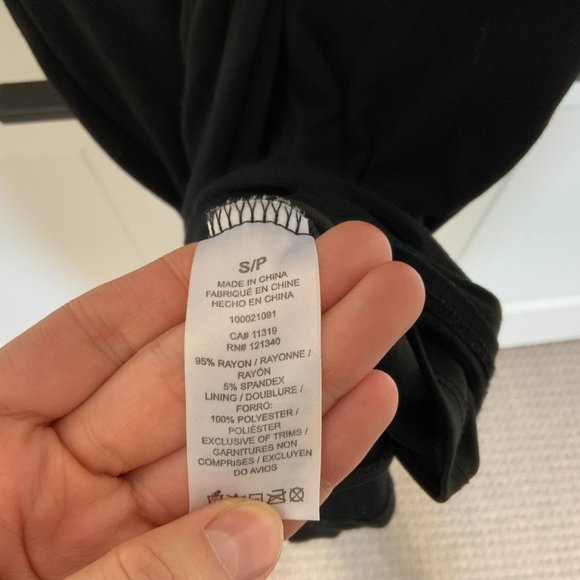 S/P
MADE IN CHINA
FABRIQUÉ EN CHINE
HECHO EN CHINA
100021091
CA# 11319
RN# 121340
95% RAYON / RAYONNE /
RAYÓN
5% SPANDEX
LINING / DOUBLURE /
FORRO:
100% POLYESTER /
POLIÉSTER
EXCLUSIVE OF TRIMS /
GARNITURES NON
COMPRISES / EXCLUYEN
DO AVIOS